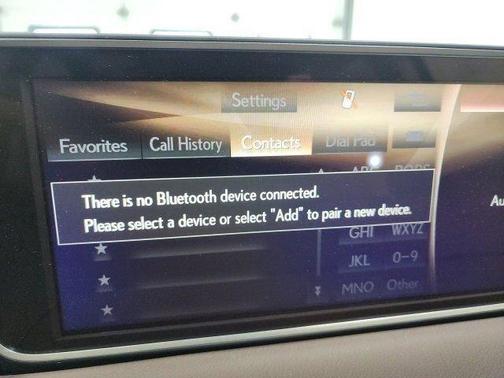 Settings
Favorites Call History Contacts Dial Pad
There is no Bluetooth device connected.
Please select a device or select "Add" to pair a new device.
GHI WXYZ
JKL 0-9
MNO Other
Au